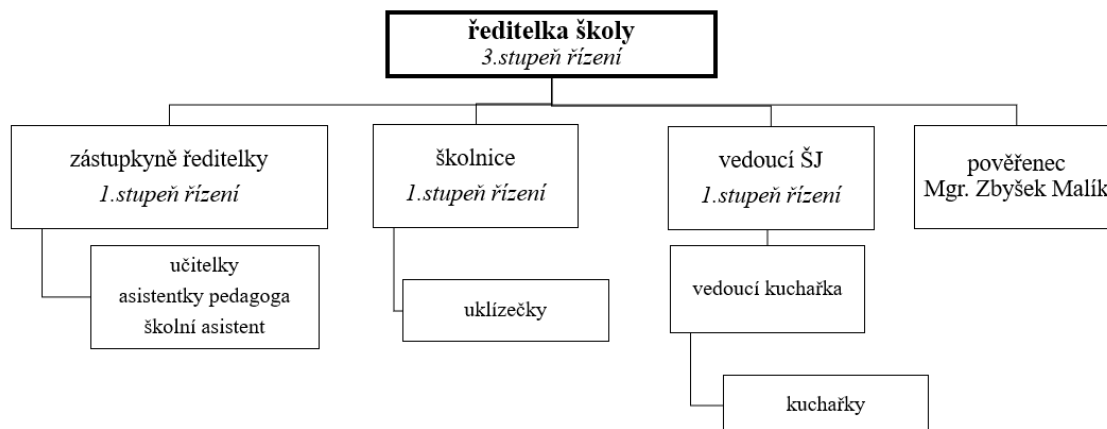 ředitelka školy
3.stupeň řízení
zástupkyně ředitelky
1.stupeň řízení
školnice
1.stupeň řízení
vedoucí ŠJ
1.stupeň řízení
pověřenec
Mgr. Zbyšek Malík
učitelky
asistentky pedagoga
školní asistent
uklízečky
vedoucí kuchařka
kuchařky